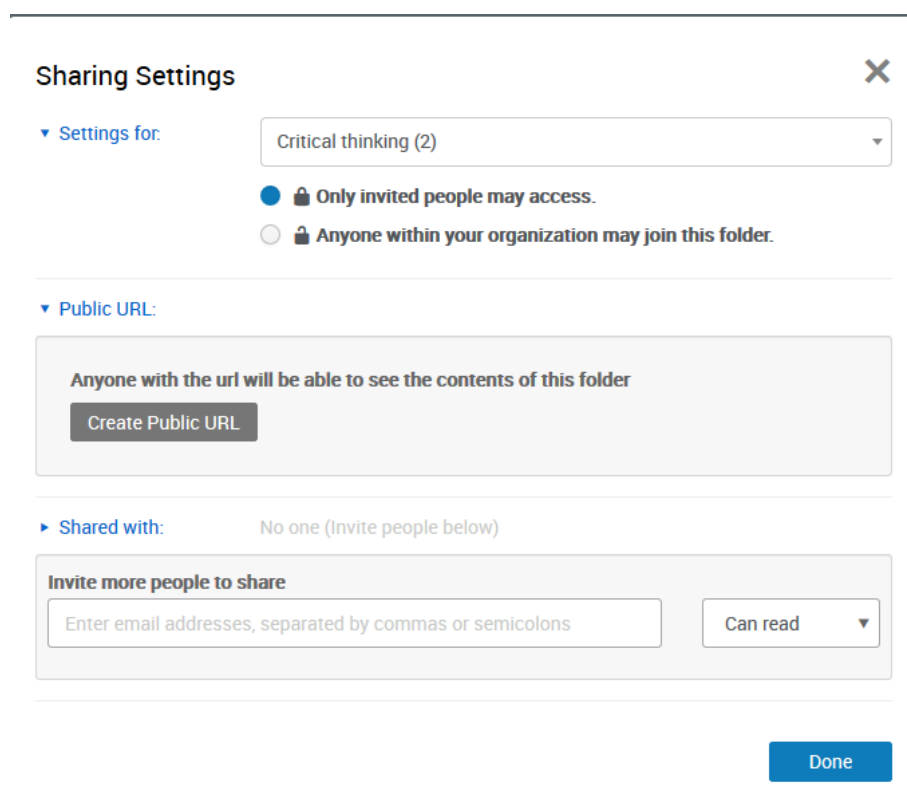 Sharing Settings
Settings for:
Critical thinking (2)
Only invited people may access.
Anyone within your organization may join this folder.
Public URL:
Anyone with the url will be able to see the contents of this folder
Create Public URL
Shared with: No one (Invite people below)
Invite more people to share
Enter email addresses, separated by commas or semicolons Can read
Done